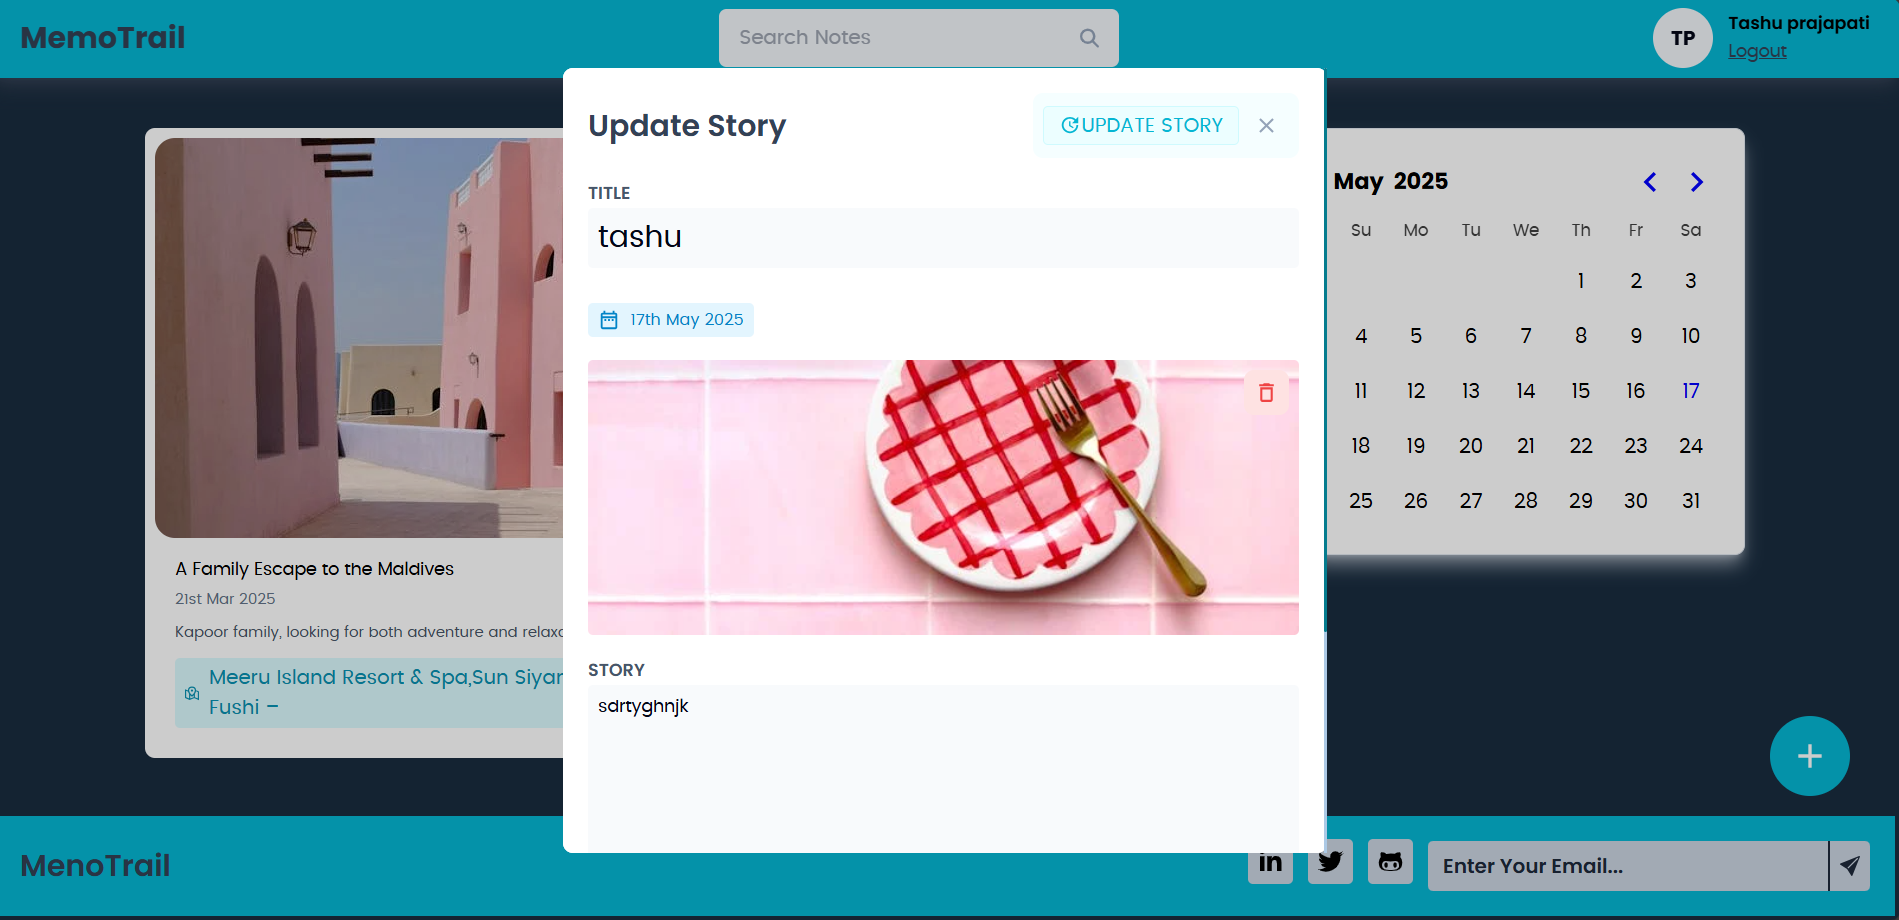 MemoTrail
Search Notes
TP
Tashu prajapati
Logout
Update Story
UPDATE STORY
TITLE
tashu
17th May 2025
STORY
sdrtyghnjk
A Family Escape to the Maldives
21st Mar 2025
Kapoor family, looking for both adventure and
Meeru Island Resort & Spa,Sun
Fushi –
May 2025
Su Mo Tu We Th Fr Sa
1 2 3
4 5 6 7 8 9 10
11 12 13 14 15 16 17
18 19 20 21 22 23 24
25 26 27 28 29 30 31
MenoTrail
in
Enter Your Email...